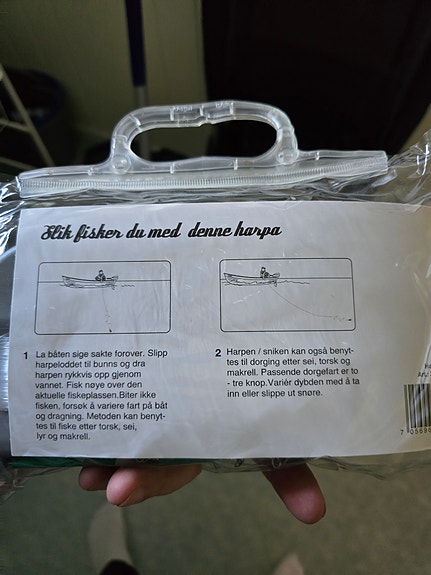 Slik fisker du med denne harpa
1 La båten sige sakte forover. Slipp
harpeloddet til bunns og dra
harpen rykkvis opp gjenom
vannet. Fisk nøye over den
aktuelle fiskeplassen.Biter ikke
fisken, forsøk å variere fart på båt
og dragning. Metoden kan benyt-
tes til fiske etter torsk, sei,
lyr og makrell.
2 Harpen / sniken kan også benyt-
tes til dorging etter sei, torsk og
makrell. Passende dorgefart er to
- tre knop.Variér dybden med å ta
inn eller slippe ut snøre.